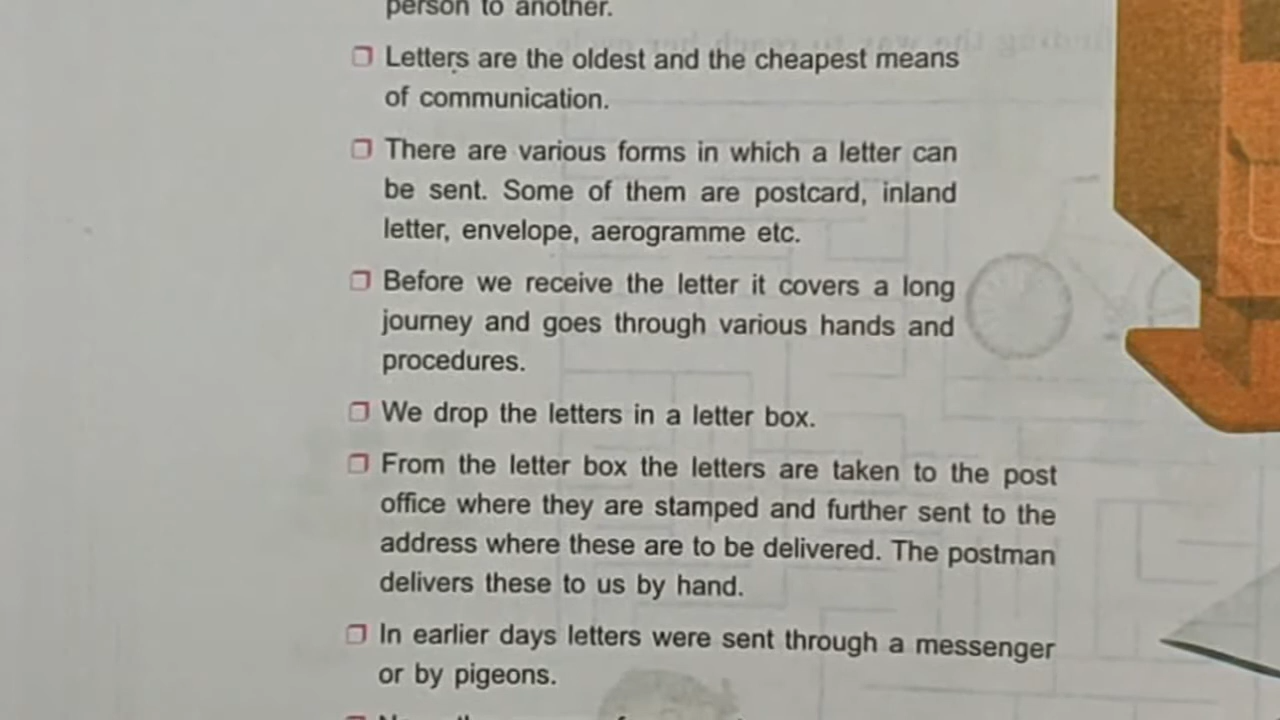 person to another.
❐ Letters are the oldest and the cheapest means
of communication.
❐ There are various forms in which a letter can
be sent. Some of them are postcard, inland
letter, envelope, aerogramme etc.
❐ Before we receive the letter it covers a long
journey and goes through various hands and
procedures.
❐ We drop the letters in a letter box.
❐ From the letter box the letters are taken to the post
office where they are stamped and further sent to the
address where these are to be delivered. The postman
delivers these to us by hand.
❐ In earlier days letters were sent through a messenger
or by pigeons.